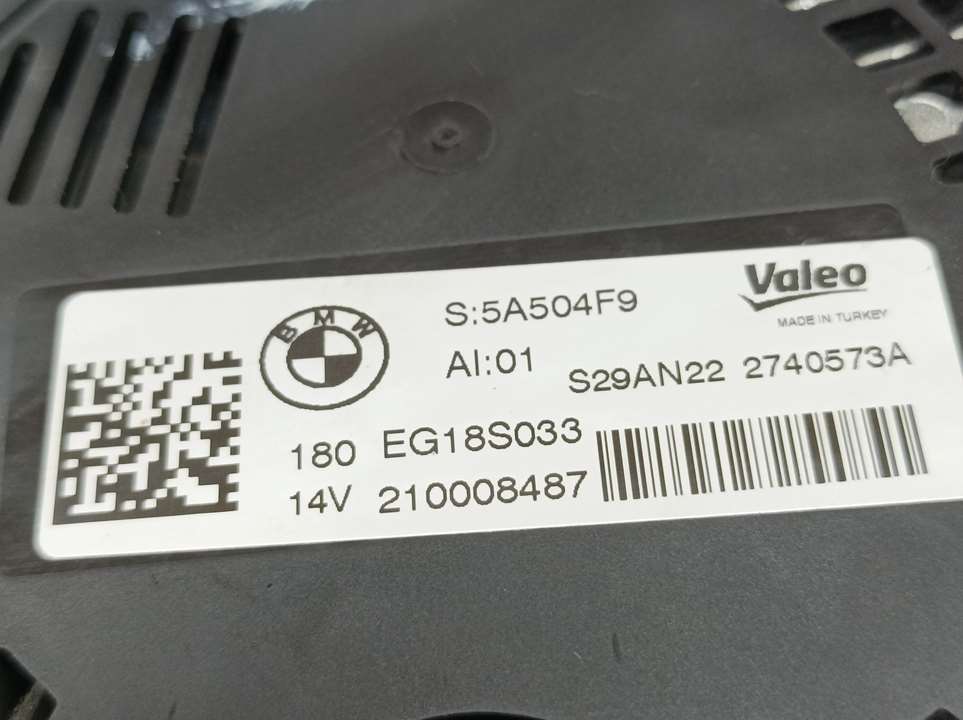 BMW
S:5A504F9
Valeo
MADE IN TURKEY
AI:01
S29AN22 2740573A
180 EG18S033
14V 210008487